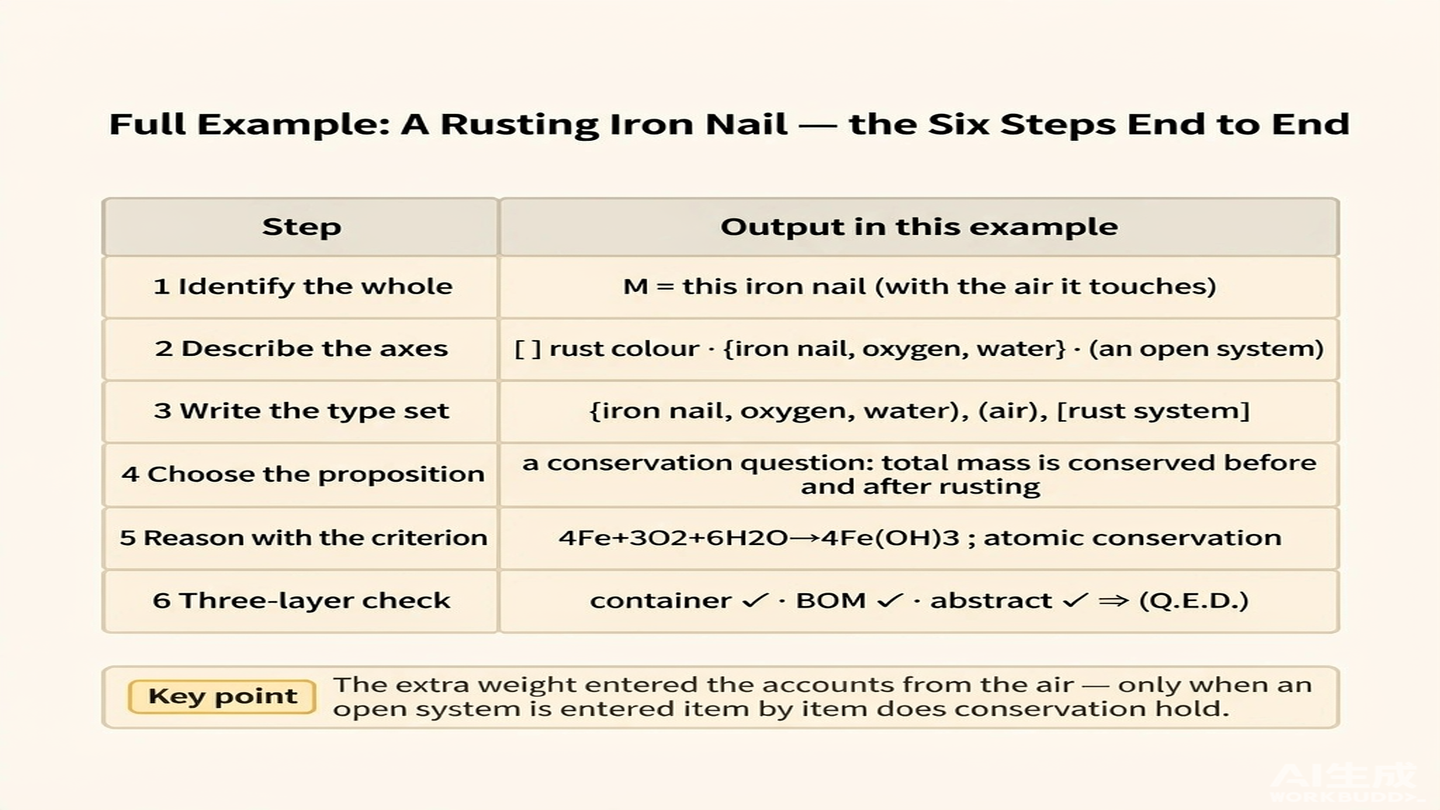 Full Example: A Rusting Iron Nail — the Six Steps End to End
Step
Output in this example
1 Identify the whole
M = this iron nail (with the air it touches)
2 Describe the axes
[ ] rust colour · {iron nail, oxygen, water} · (an open system)
3 Write the type set
{iron nail, oxygen, water), (air), [rust system]
4 Choose the proposition
a conservation question: total mass is conserved before
and after rusting
5 Reason with the criterion
4Fe+3O2+6H2O→4Fe(OH)3 ; atomic conservation
6 Three-layer check
container ✓ · BOM ✓ · abstract ✓ ⇒ (Q.E.D.)
Key point
The extra weight entered the accounts from the air — only when an
open system is entered item by item does conservation hold.
AI生成